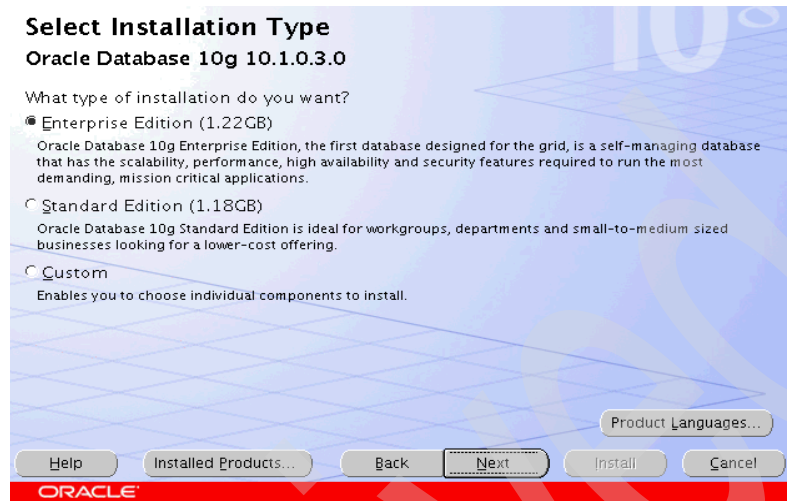 Select Installation Type
Oracle Database 10g 10.1.0.3.0
10g
What type of installation do you want?
Enterprise Edition (1.22GB)
Oracle Database 10g Enterprise Edition, the first database designed for the grid, is a self-managing database
that has the scalability, performance, high availability and security features required to run the most
demanding, mission critical applications.
Standard Edition (1.18GB)
Oracle Database 10g Standard Edition is ideal for workgroups, departments and small-to-medium sized
businesses looking for a lower-cost offering.
Custom
Enables you to choose individual components to install.
Product Languages...
Help
Installed Products...
Back
Next
Install
Cancel
ORACLE